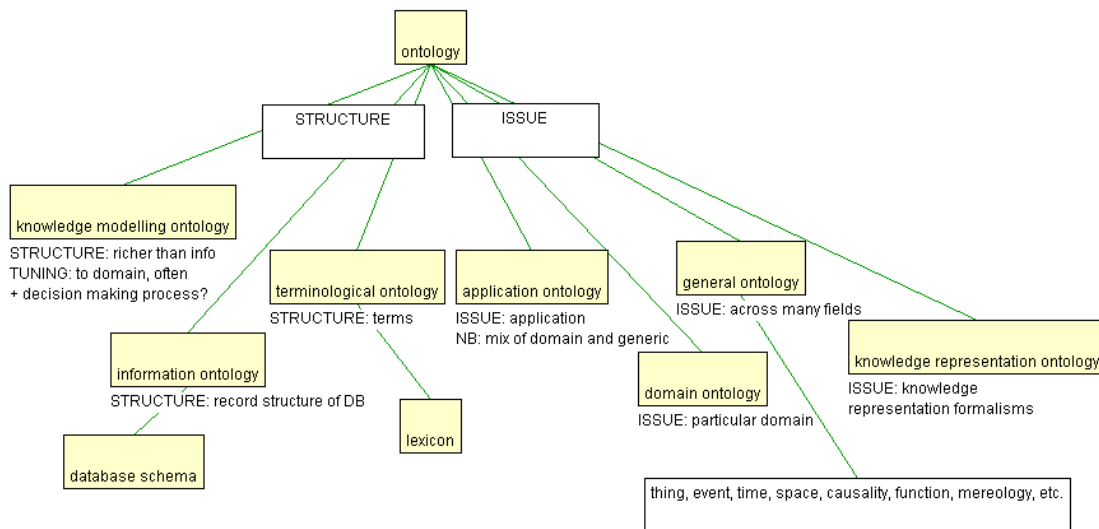 ontology
STRUCTURE
ISSUE
knowledge modelling ontology
STRUCTURE: richer than info
TUNING: to domain, often
+ decision making process?
terminological ontology
STRUCTURE: terms
application ontology
ISSUE: application
NB: mix of domain and generic
general ontology
ISSUE: across many fields
information ontology
STRUCTURE: record structure of DB
domain ontology
ISSUE: particular domain
knowledge representation ontology
ISSUE: knowledge
representation formalisms
database schema
lexicon
thing, event, time, space, causality, function, mereology, etc.